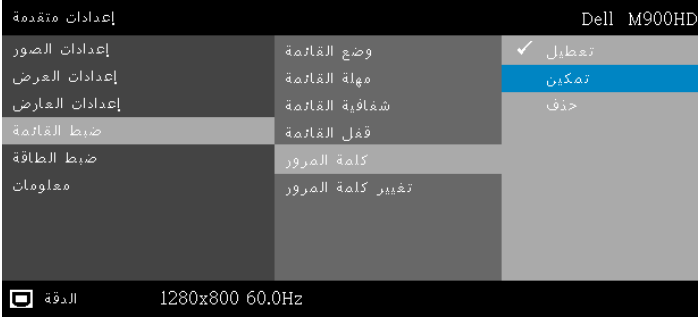 إعدادات متقدمة
Dell M900HD
إعدادات الصور
إعدادات العرض
إعدادات العارض
ضبط القائمة
ضبط الطاقة
معلومات
وضع القائمة
مهلة القائمة
شفافية القائمة
قفل القائمة
كلمة المرور
تغيير كلمة المرور
تعطيل
تمكين
حذف
الدقة
1280x800 60.0Hz